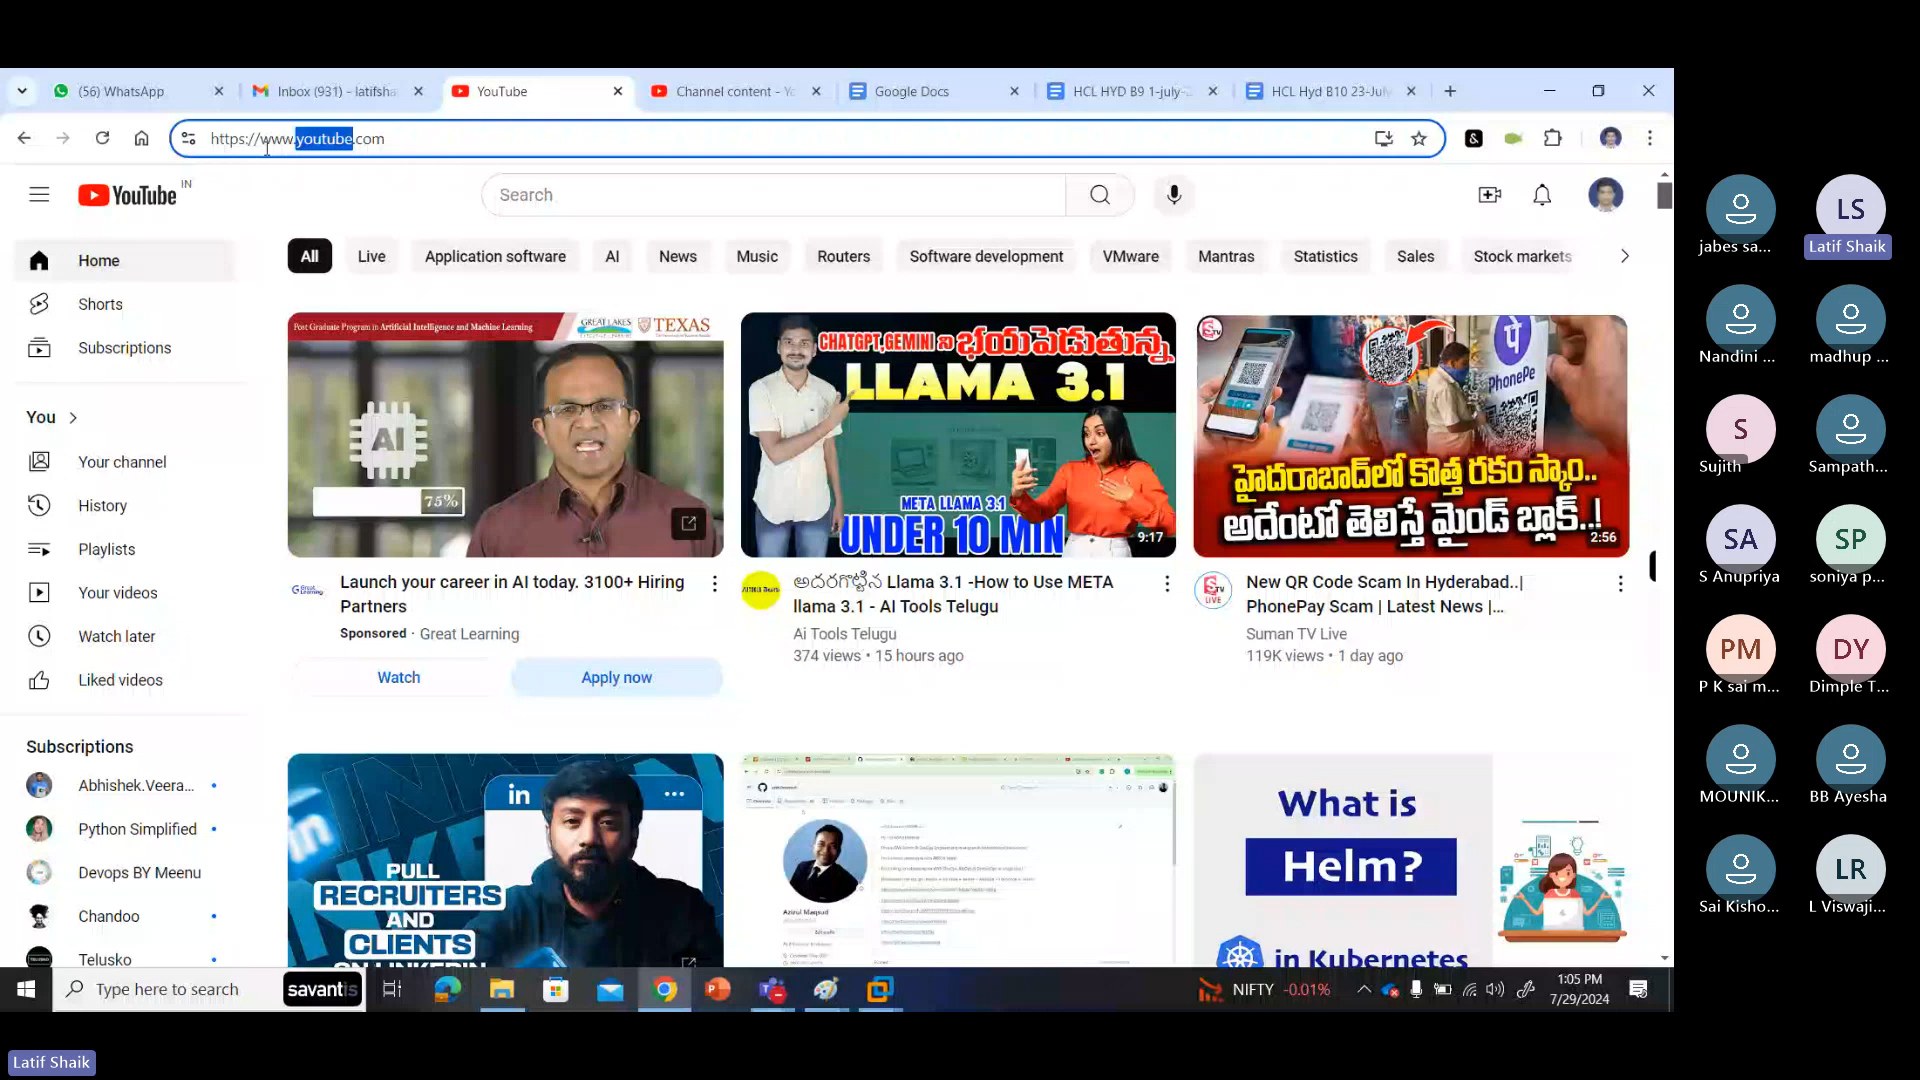 (56) WhatsApp
Inbox (931) - latifsha
YouTube
Channel content - Yo
Google Docs
HCL HYD B9 1-july-2
HCL Hyd B10 23-July
https://www.youtube.com
YouTube IN
Search
Home
Shorts
Subscriptions
You
Your channel
History
Playlists
Your videos
Watch later
Liked videos
Subscriptions
Abhishek.Veera...
Python Simplified
Devops BY Meenu
Chandoo
Telusko
All
Live
Application software
AI
News
Music
Routers
Software development
VMware
Mantras
Statistics
Sales
Stock markets
Post Graduate Program in Artificial Intelligence and Machine Learning
GREAT LAKES
TEXAS
AI
75%
Launch your career in AI today. 3100+ Hiring
Partners
Sponsored · Great Learning
Watch
Apply now
CHATGPT,GEMINI ని భయపెడుతున్న
LLAMA 3.1
META LLAMA 3.1
UNDER 10 MIN
9:17
అదరగొట్టిన Llama 3.1 -How to Use META
llama 3.1 - AI Tools Telugu
Ai Tools Telugu
374 views • 15 hours ago
PhonePe
హైదరాబాద్‌లో కొత్త రకం స్కాం..
అదేంటో తెలిస్తే మైండ్ బ్లాక్..!
2:56
New QR Code Scam In Hyderabad..|
PhonePay Scam | Latest News |...
Suman TV Live
119K views • 1 day ago
in
PULL
RECRUITERS
AND
CLIENTS
ON LINKEDIN
Azizul Maqsud
What is
Helm?
in Kubernetes
Type here to search
savantis
NIFTY -0.01%
1:05 PM
7/29/2024
jabes sa...
LS
Latif Shaik
Nandini ...
madhup ...
S
Sujith
Sampath...
SA
S Anupriya
SP
soniya p...
PM
P K sai m...
DY
Dimple T...
MOUNIK...
BB Ayesha
Sai Kisho...
LR
L Viswaji...
Latif Shaik